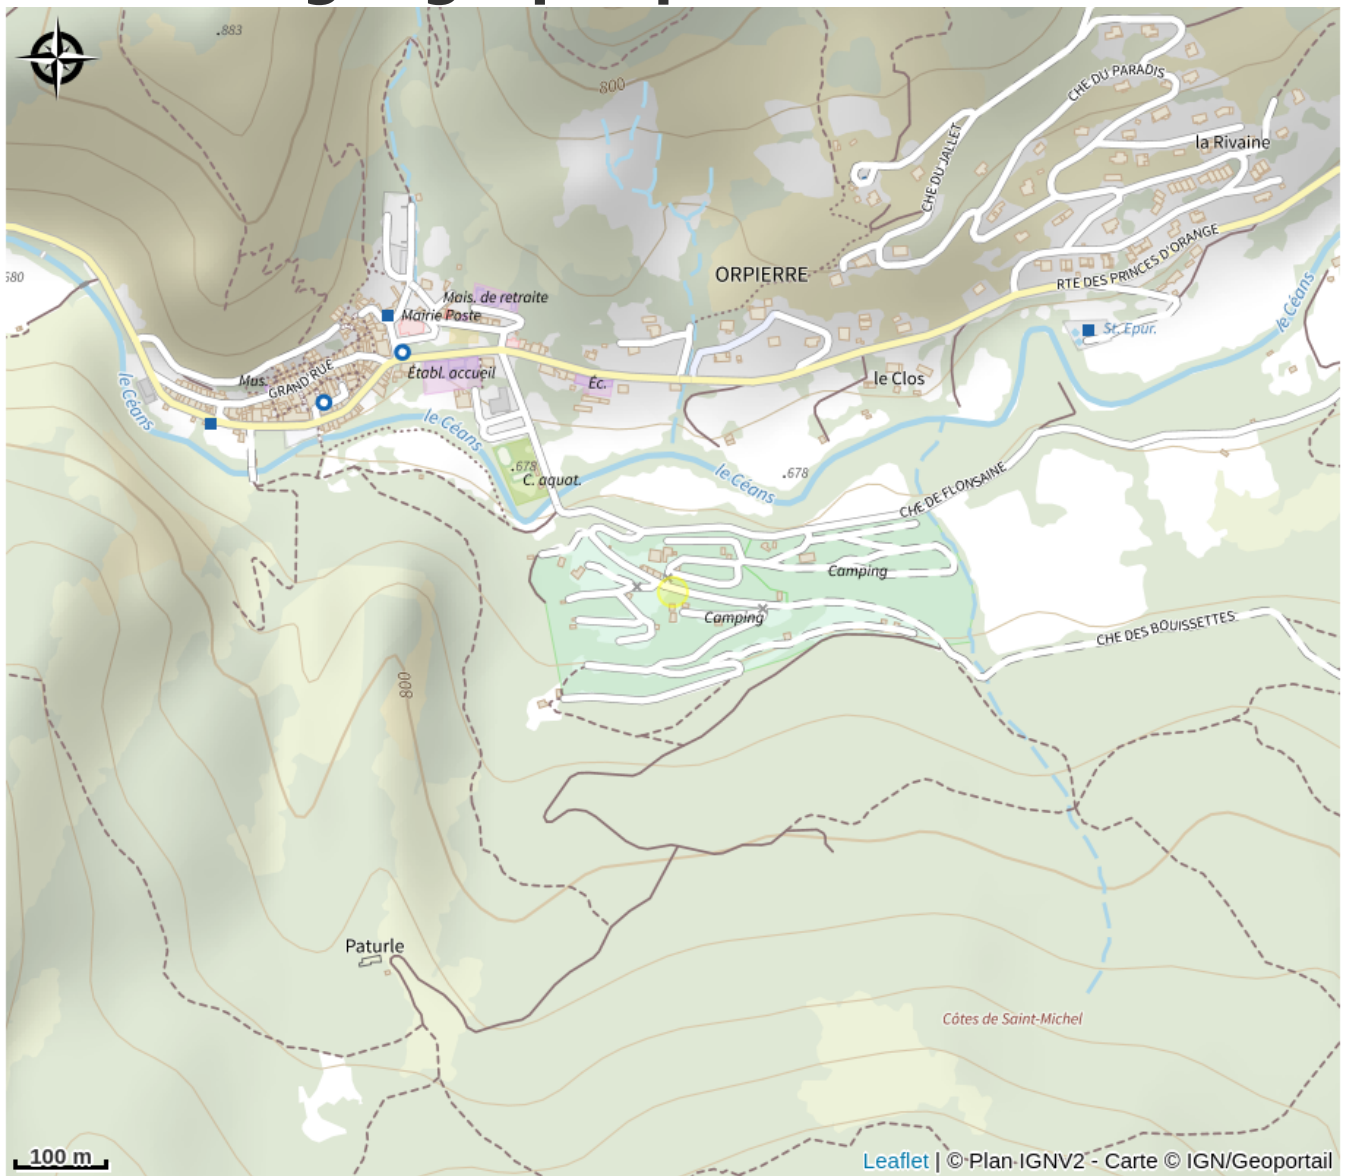 883
800
CHE DU PARADIS
la Rivaine
CHE DU JALLET
RTE DES PRINCES D'ORANGE
ORPIERRE
680
Mais. de retraite
Mairie Poste
St. Epur.
le Céans
GRAND RUE
Mus.
Établ. accueil
Éc.
le Clos
le Céans
le Céans
678
C. aquat.
le Céans
678
CHE DE FLONSAINE
Camping
Camping
CHE DES BOUISSETTES
800
Paturle
Côtes de Saint-Michel
100 m
Leaflet | © Plan IGNV2 - Carte © IGN/Geoportail